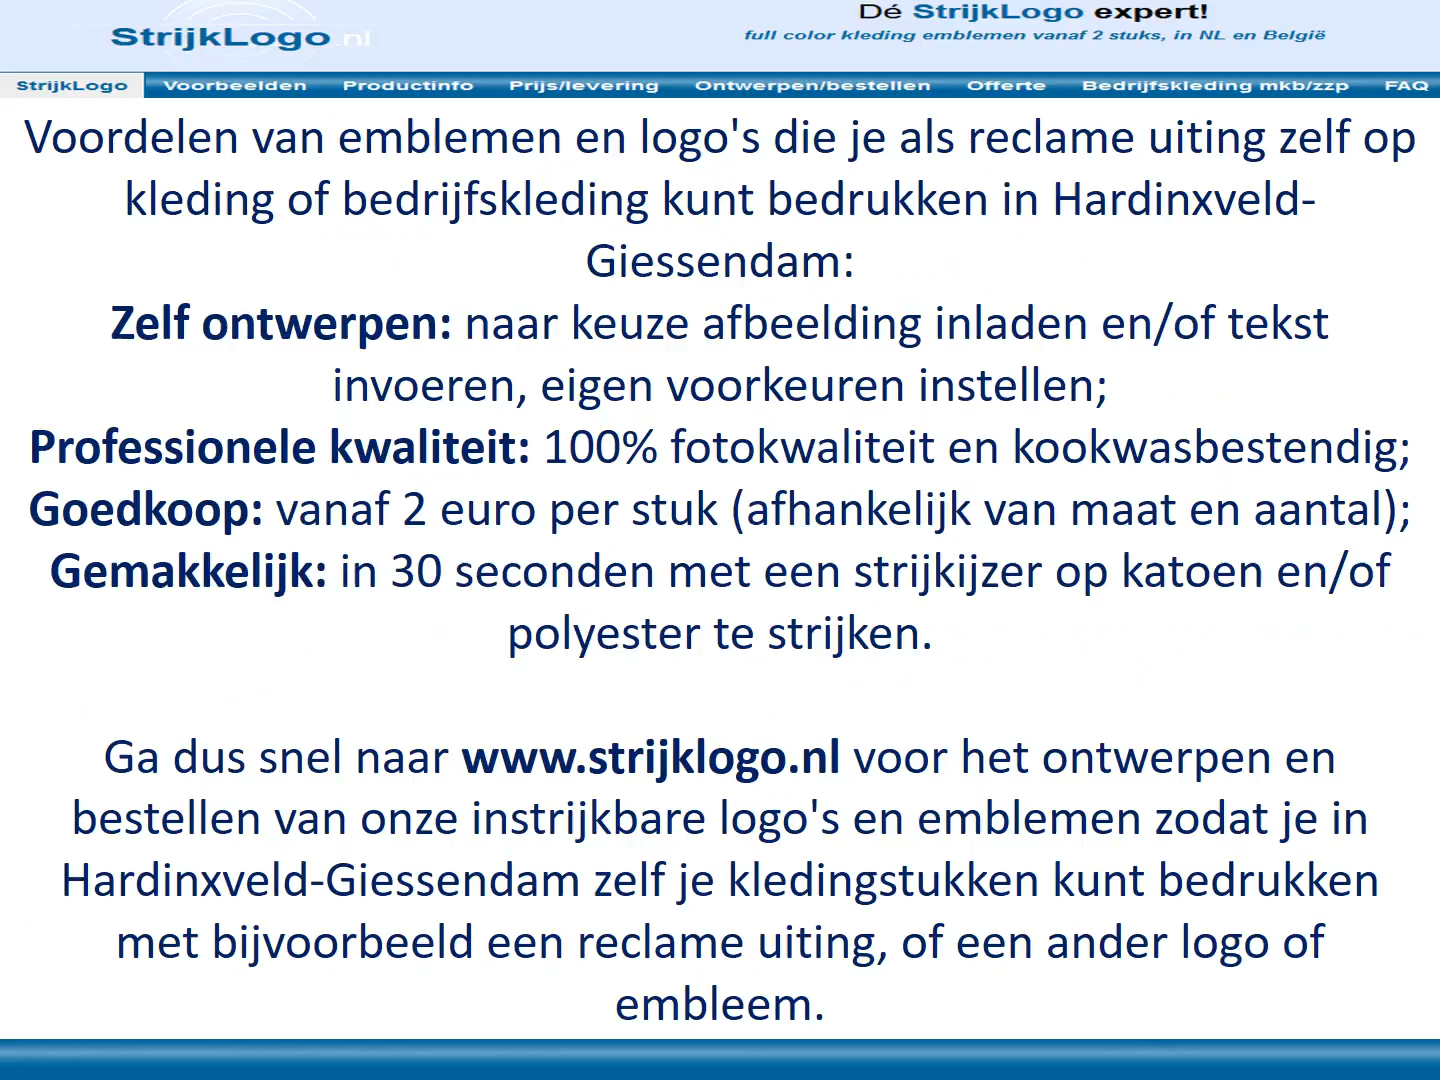 StrijkLogo.nl
Dé StrijkLogo expert!
full color kleding emblemen vanaf 2 stuks, in NL en België
StrijkLogo Voorbeelden Productinfo Prijs/levering Ontwerpen/bestellen Offerte Bedrijfskleding mkb/zzp FAQ
Voordelen van emblemen en logo's die je als reclame uiting zelf op
kleding of bedrijfskleding kunt bedrukken in Hardinxveld-
Giessendam:
Zelf ontwerpen: naar keuze afbeelding inladen en/of tekst
invoeren, eigen voorkeuren instellen;
Professionele kwaliteit: 100% fotokwaliteit en kookwasbestendig;
Goedkoop: vanaf 2 euro per stuk (afhankelijk van maat en aantal);
Gemakkelijk: in 30 seconden met een strijkijzer op katoen en/of
polyester te strijken.
Ga dus snel naar www.strijklogo.nl voor het ontwerpen en
bestellen van onze instrijkbare logo's en emblemen zodat je in
Hardinxveld-Giessendam zelf je kledingstukken kunt bedrukken
met bijvoorbeeld een reclame uiting, of een ander logo of
embleem.